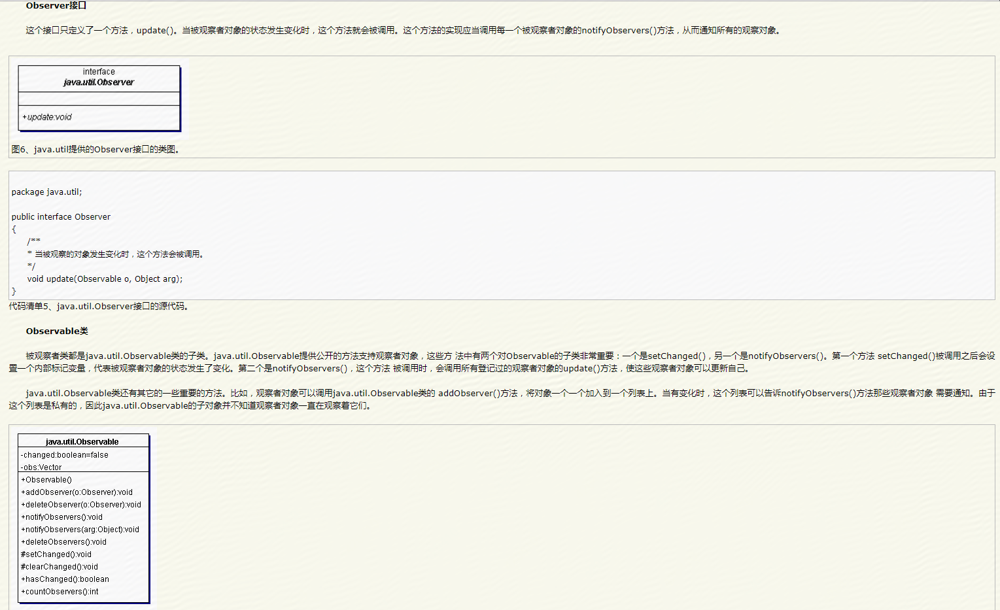 Observer接口
这个接口只定义了一个方法，update()。当被观察者对象的状态发生变化时，这个方法就会被调用。这个方法的实现应当调用每一个被观察者对象的notifyObservers()方法，从而通知所有的观察对象。
interface
java.util.Observer
+update:void
图6、java.util提供的Observer接口的类图。
package java.util;
public interface Observer
{
/**
* 当被观察的对象发生变化时，这个方法会被调用。
*/
void update(Observable o, Object arg);
}
代码清单5、java.util.Observer接口的源代码。
Observable类
被观察者类都是java.util.Observable类的子类。java.util.Observable提供公开的方法支持观察者对象，这些方 法中有两个对Observable的子类非常重要：一个是setChanged()，另一个是notifyObservers()。第一个方法 setChanged()被调用之后会设
置一个内部标记变量，代表被观察者对象的状态发生了变化。第二个是notifyObservers()，这个方法 被调用时，会调用所有登记过的观察者对象的update()方法，使这些观察者对象可以更新自己。
java.util.Observable类还有其它的一些重要的方法。比如，观察者对象可以调用java.util.Observable类的 addObserver()方法，将对象一个一个加入到一个列表上。当有变化时，这个列表可以告诉notifyObservers()方法那些观察者对象 需要通知。由于
这个列表是私有的，因此java.util.Observable的子对象并不知道观察者对象一直在观察着它们。
java.util.Observable
-changed:boolean=false
-obs:Vector
+Observable()
+addObserver(o:Observer):void
+deleteObserver(o:Observer):void
+notifyObservers():void
+notifyObservers(arg:Object):void
+deleteObservers():void
#setChanged():void
#clearChanged():void
+hasChanged():boolean
+countObservers():int